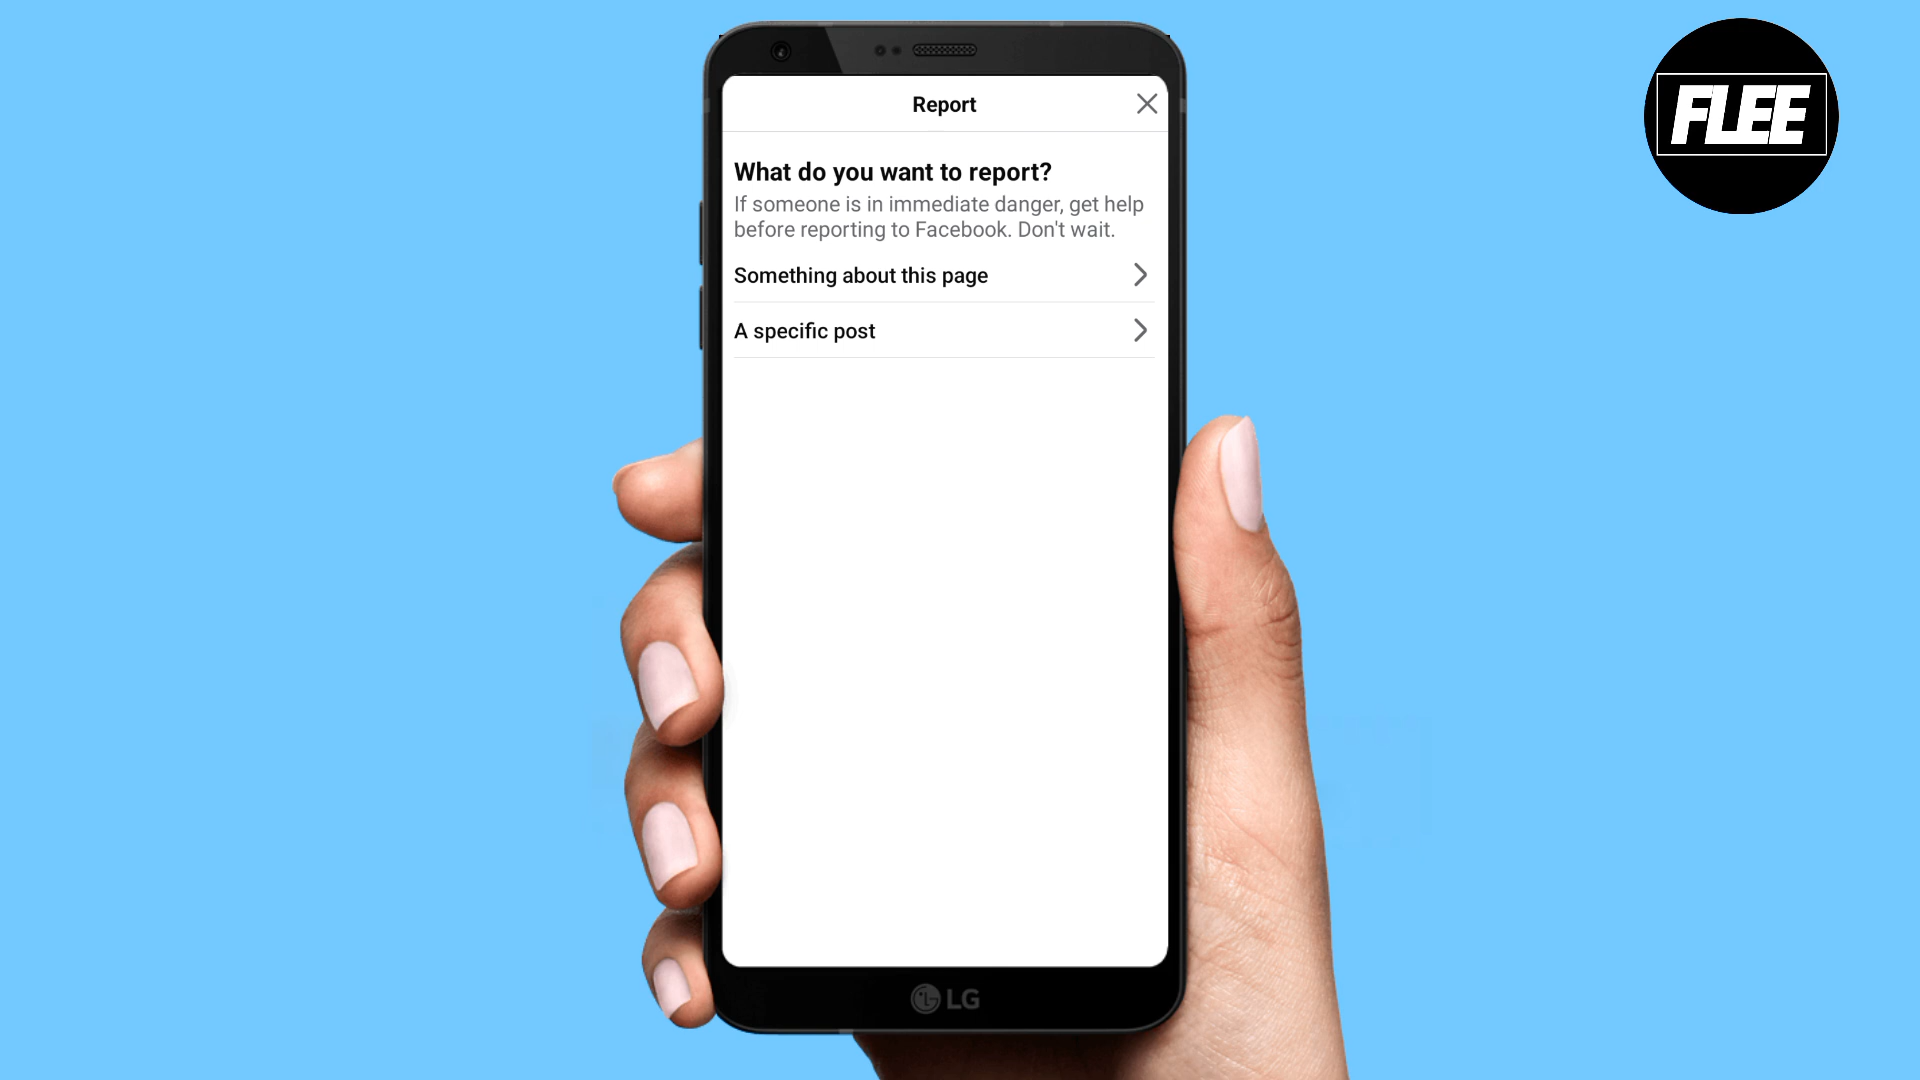 FLEE
Report
What do you want to report?
If someone is in immediate danger, get help
before reporting to Facebook. Don't wait.
Something about this page
A specific post
LG